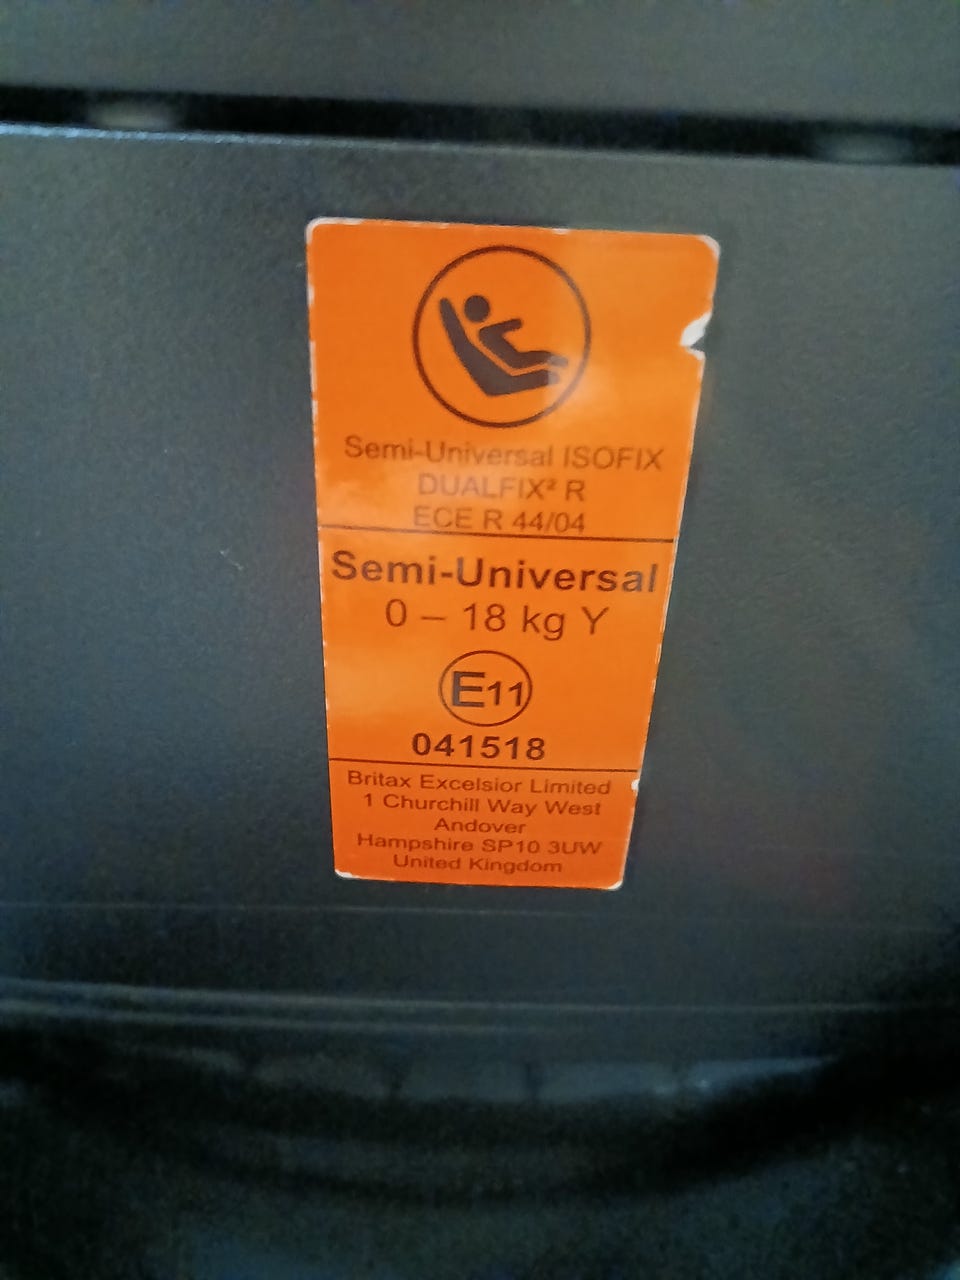 Semi-Universal ISOFIX
DUALFIX² R
ECE R 44/04
Semi-Universal
0 – 18 kg Y
E11
041518
Britax Excelsior Limited
1 Churchill Way West
Andover
Hampshire SP10 3UW
United Kingdom